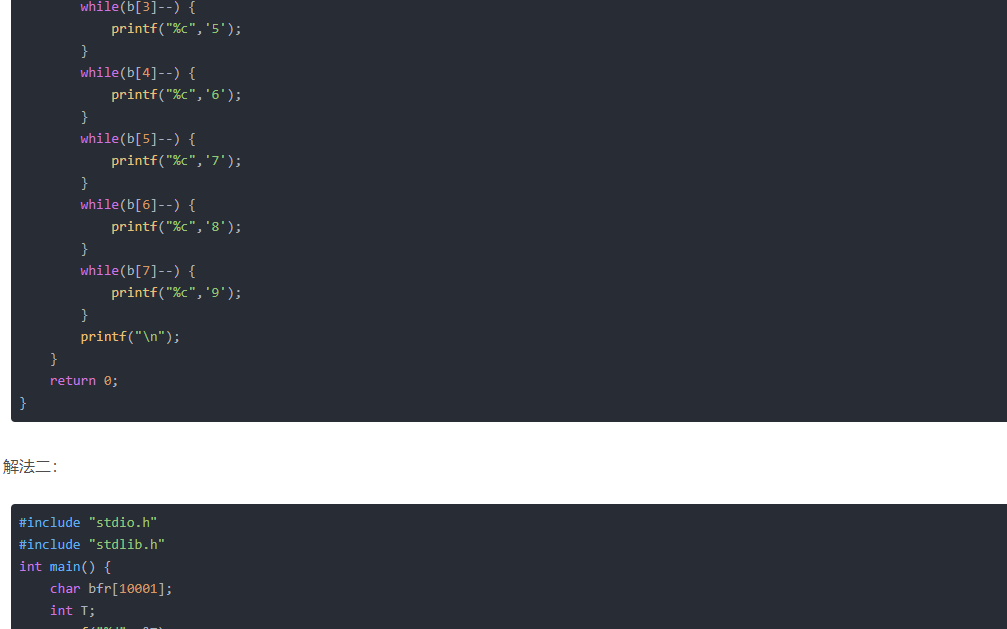 while(b[3]--) {
printf("%c",'5');
}
while(b[4]--) {
printf("%c",'6');
}
while(b[5]--) {
printf("%c",'7');
}
while(b[6]--) {
printf("%c",'8');
}
while(b[7]--) {
printf("%c",'9');
}
printf("\n");
}
return 0;
}
解法二：
#include "stdio.h"
#include "stdlib.h"
int main() {
char bfr[10001];
int T;